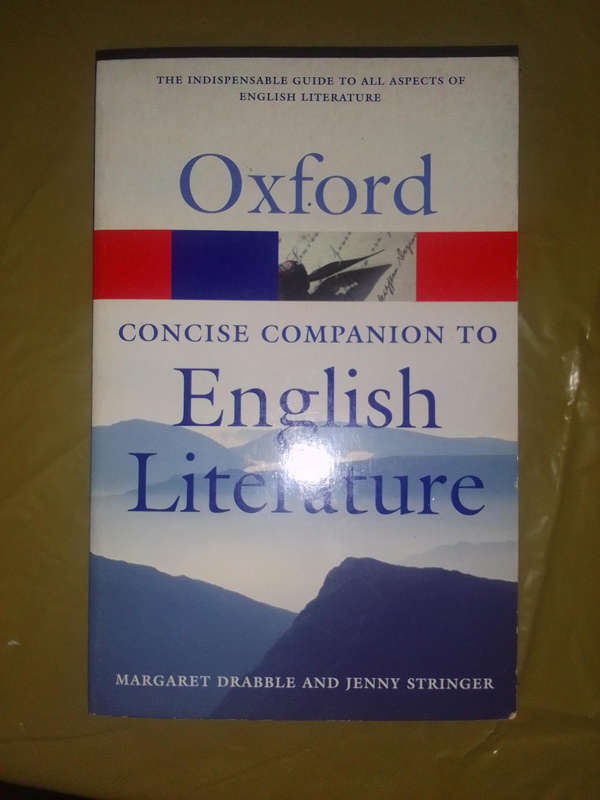 THE INDISPENSABLE GUIDE TO ALL ASPECTS OF
ENGLISH LITERATURE
Oxford
CONCISE COMPANION TO
English
Literature
MARGARET DRABBLE AND JENNY STRINGER